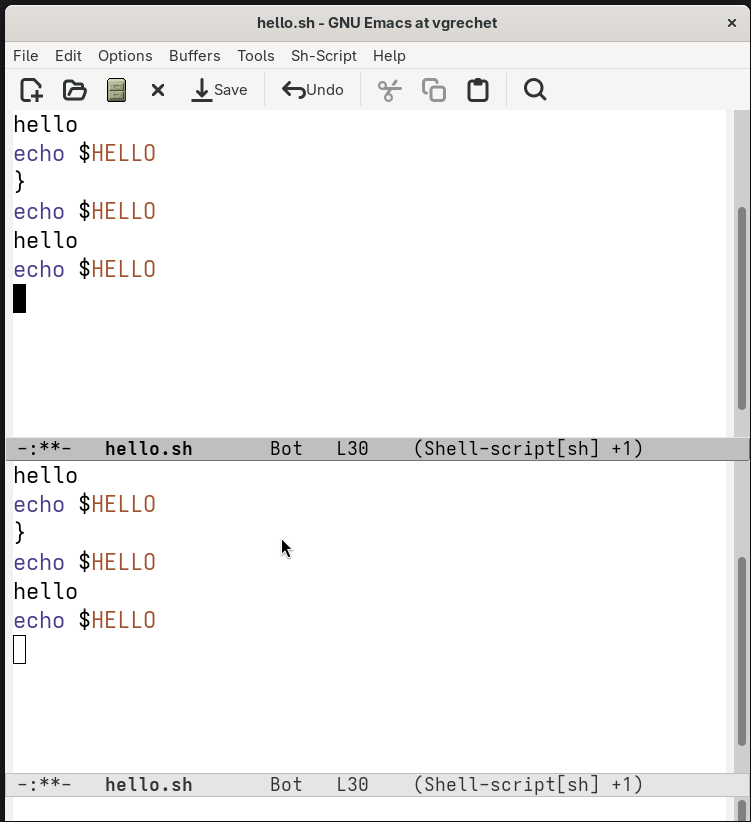 hello.sh - GNU Emacs at vgrechet
File Edit Options Buffers Tools Sh-Script Help
Save Undo
hello
echo $HELLO
}
echo $HELLO
hello
echo $HELLO
-:**- hello.sh Bot L30 (Shell-script[sh] +1)
hello
echo $HELLO
}
echo $HELLO
hello
echo $HELLO
-:**- hello.sh Bot L30 (Shell-script[sh] +1)